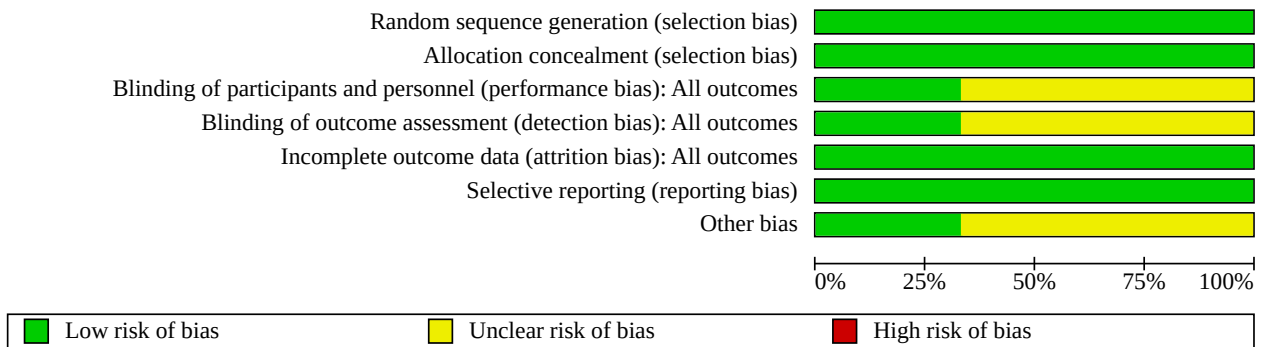 Random sequence generation (selection bias)
Allocation concealment (selection bias)
Blinding of participants and personnel (performance bias): All outcomes
Blinding of outcome assessment (detection bias): All outcomes
Incomplete outcome data (attrition bias): All outcomes
Selective reporting (reporting bias)
Other bias
0% 25% 50% 75% 100%
Low risk of bias Unclear risk of bias High risk of bias